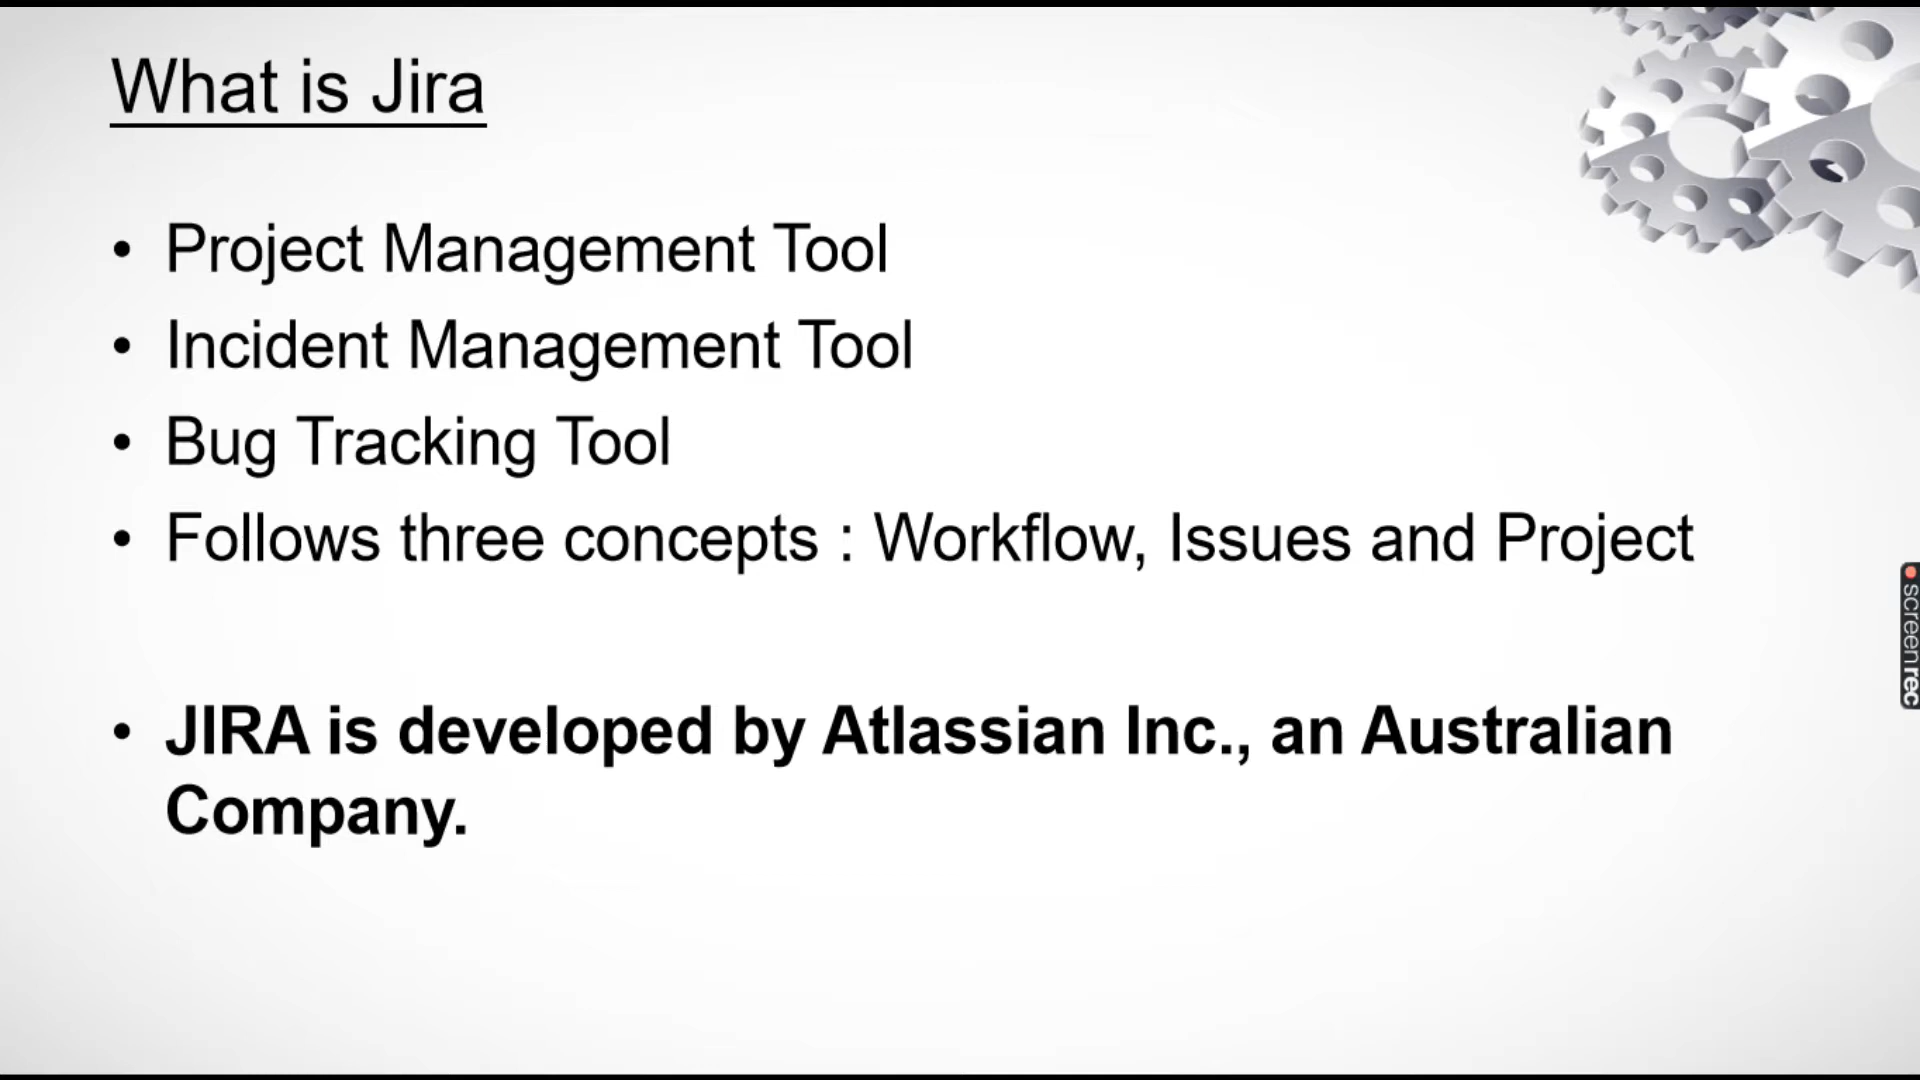 What is Jira
• Project Management Tool
• Incident Management Tool
• Bug Tracking Tool
• Follows three concepts : Workflow, Issues and Project
• JIRA is developed by Atlassian Inc., an Australian
Company.
screenrec